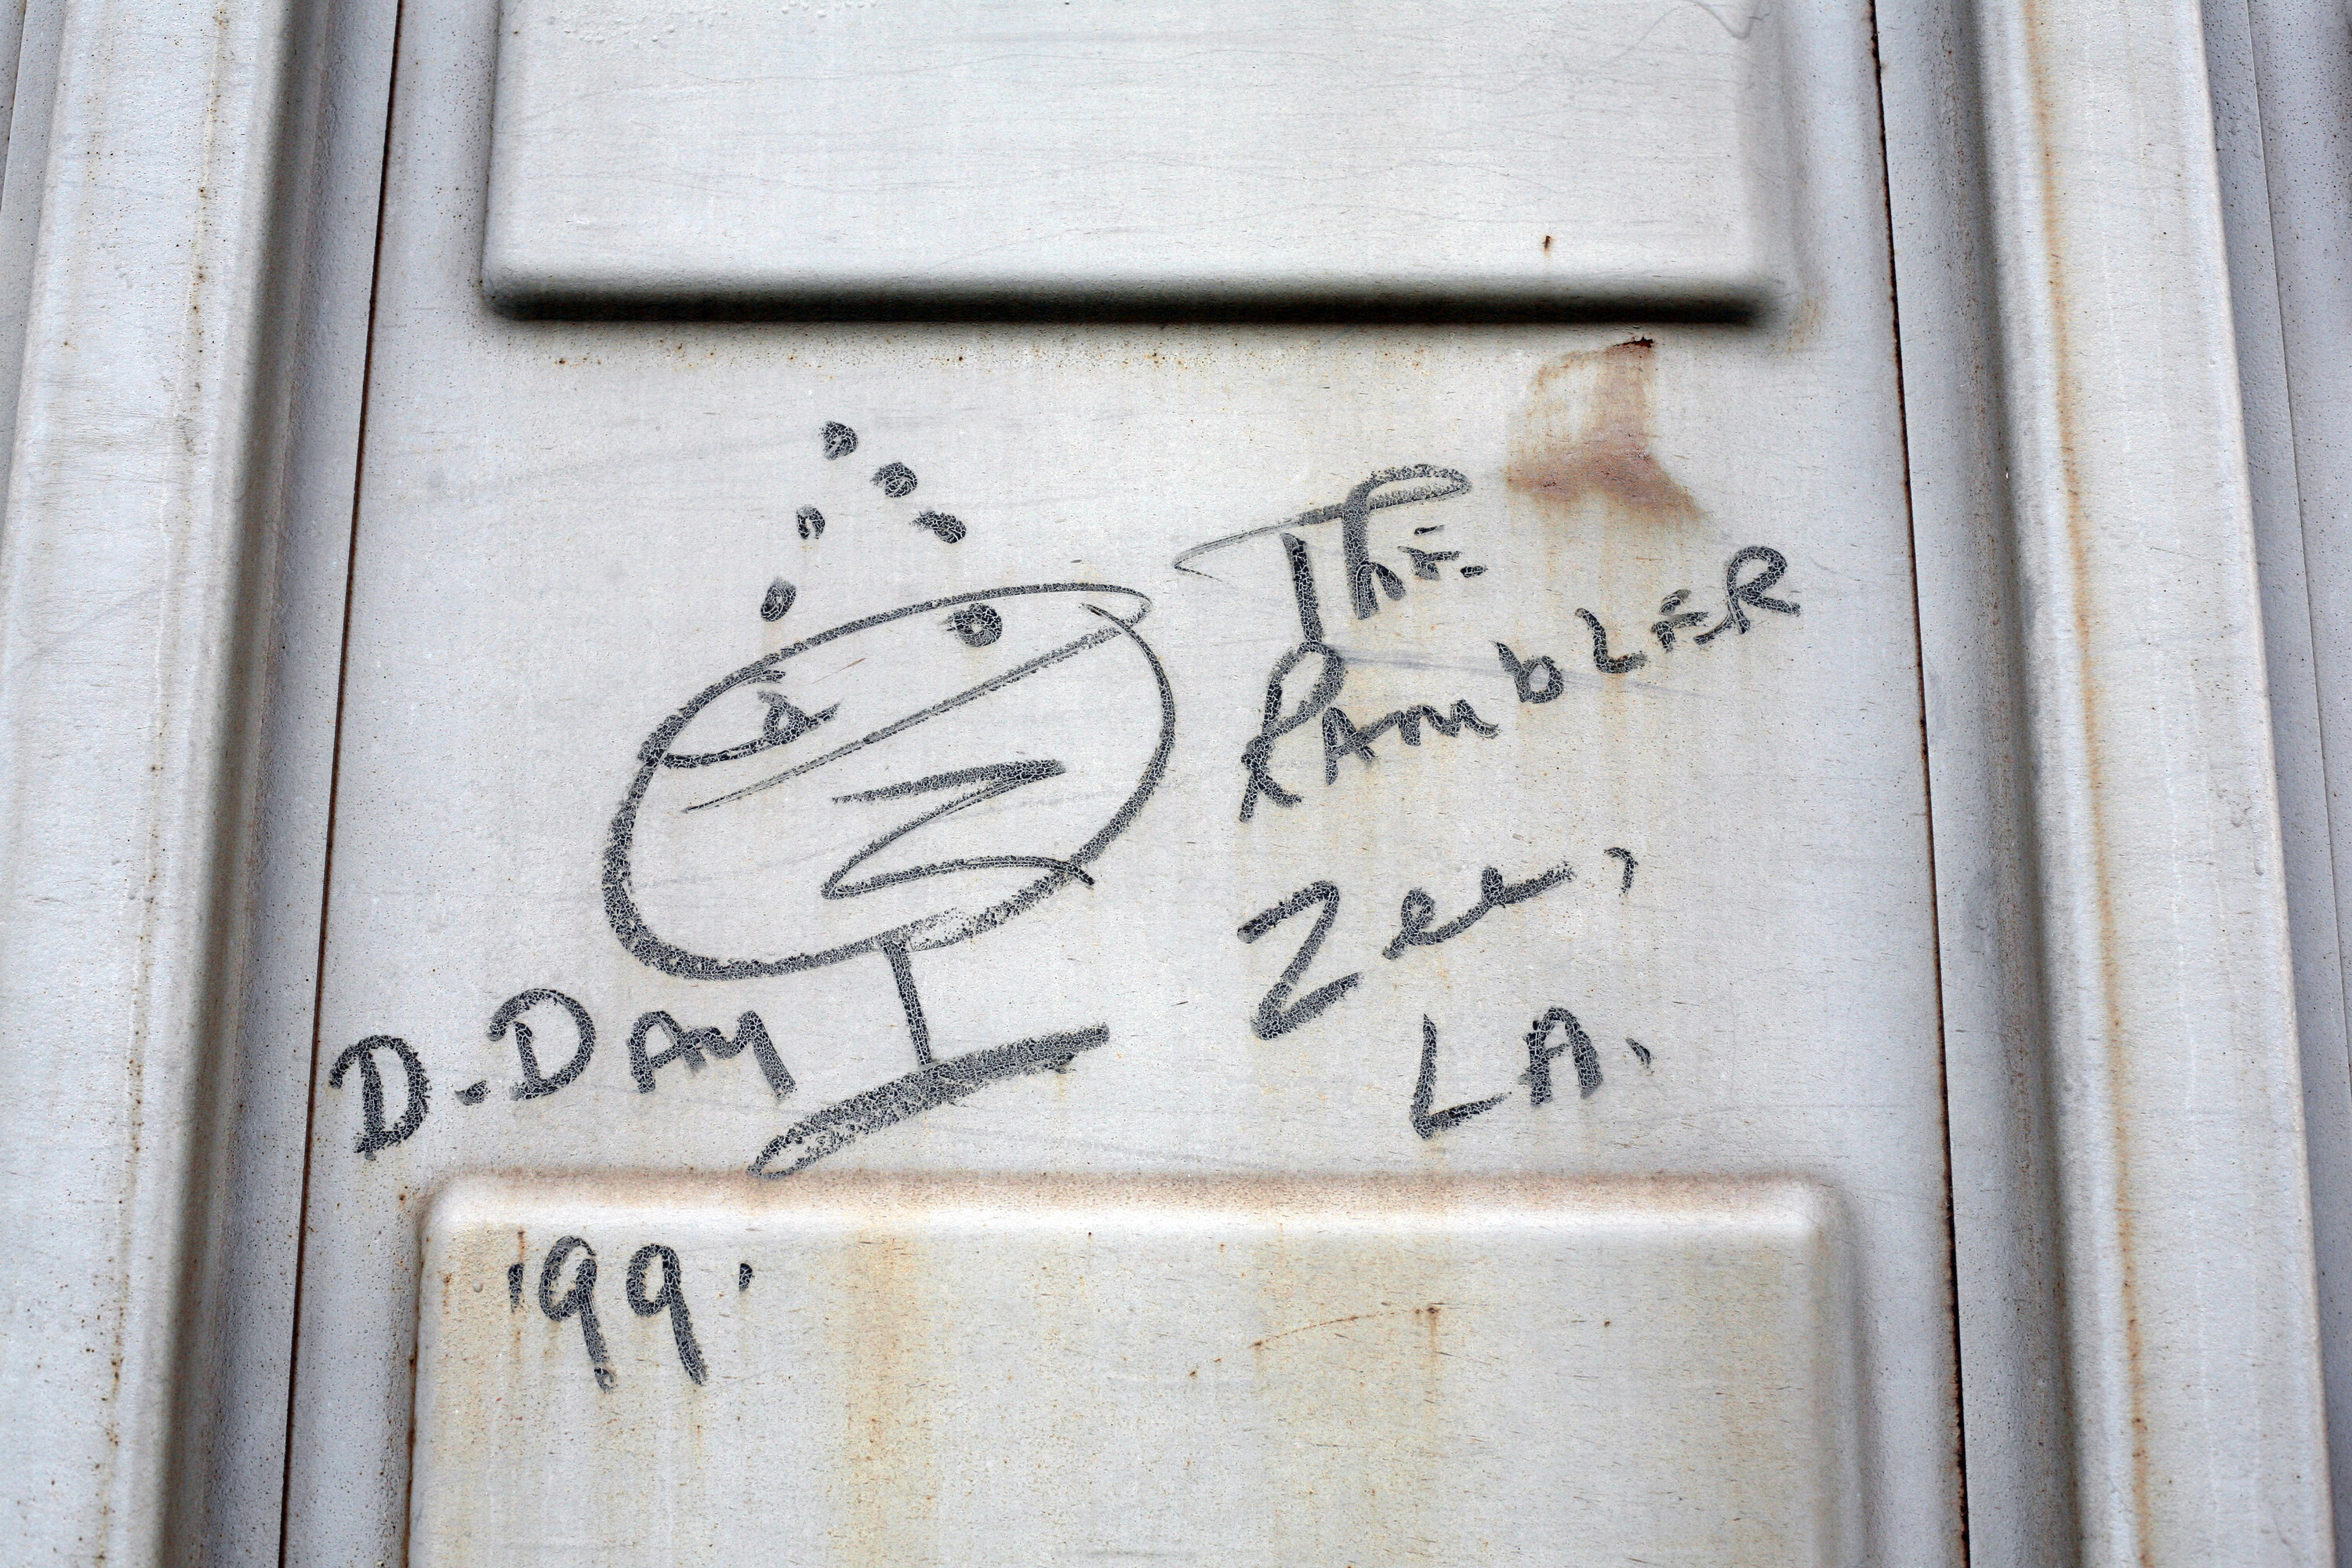 The
RAmbLER
Zee,
LA.
D-DAY
'99'